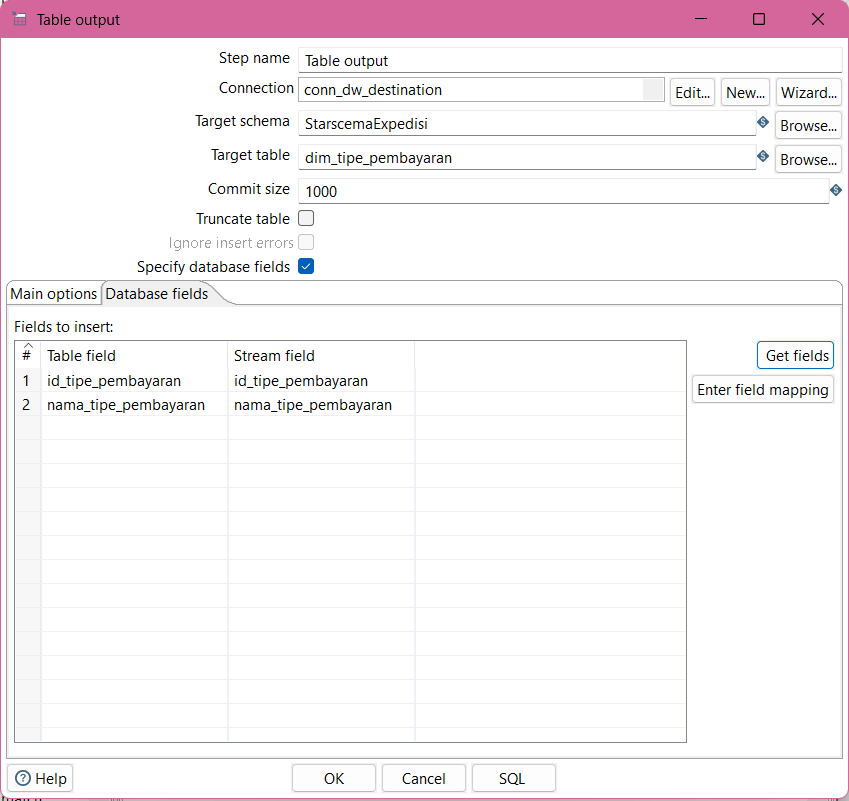 Table output
Step name Table output
Connection conn_dw_destination Edit... New... Wizard...
Target schema StarscemaExpedisi Browse...
Target table dim_tipe_pembayaran Browse...
Commit size 1000
Truncate table
Ignore insert errors
Specify database fields
Main options Database fields
Fields to insert:
# Table field Stream field Get fields
1 id_tipe_pembayaran id_tipe_pembayaran
Enter field mapping
2 nama_tipe_pembayaran nama_tipe_pembayaran
Help OK Cancel SQL